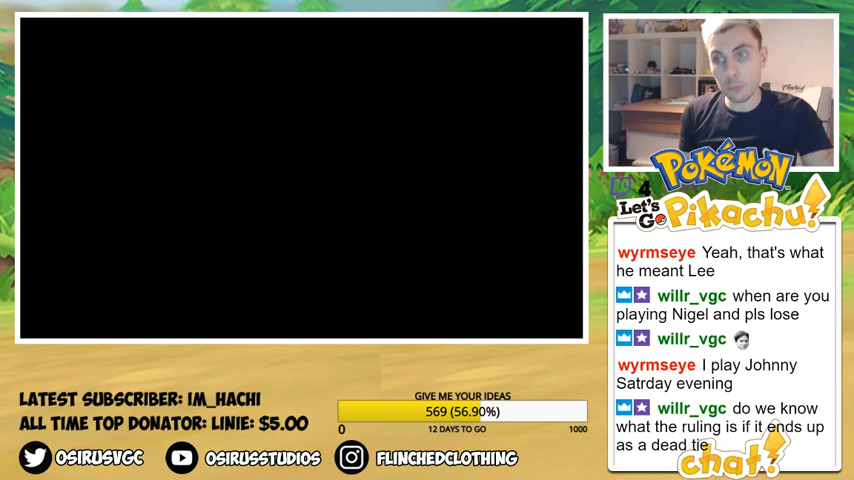 POKÉMON
4
Let's Go Pikachu!
wyrmseye Yeah, that's what
he meant Lee
willr_vgc when are you
playing Nigel and pls lose
willr_vgc
wyrmseye I play Johnny
Satrday evening
willr_vgc do we know
what the ruling is if it ends up
as a dead tie
chat!
LATEST SUBSCRIBER: IM_HACHI
ALL TIME TOP DONATOR: LINIE: $5.00
GIVE ME YOUR IDEAS
569 (56.90%)
0 12 DAYS TO GO 1000
OSIRUSVGC OSIRUSSTUDIOS FLINCHEDCLOTHING